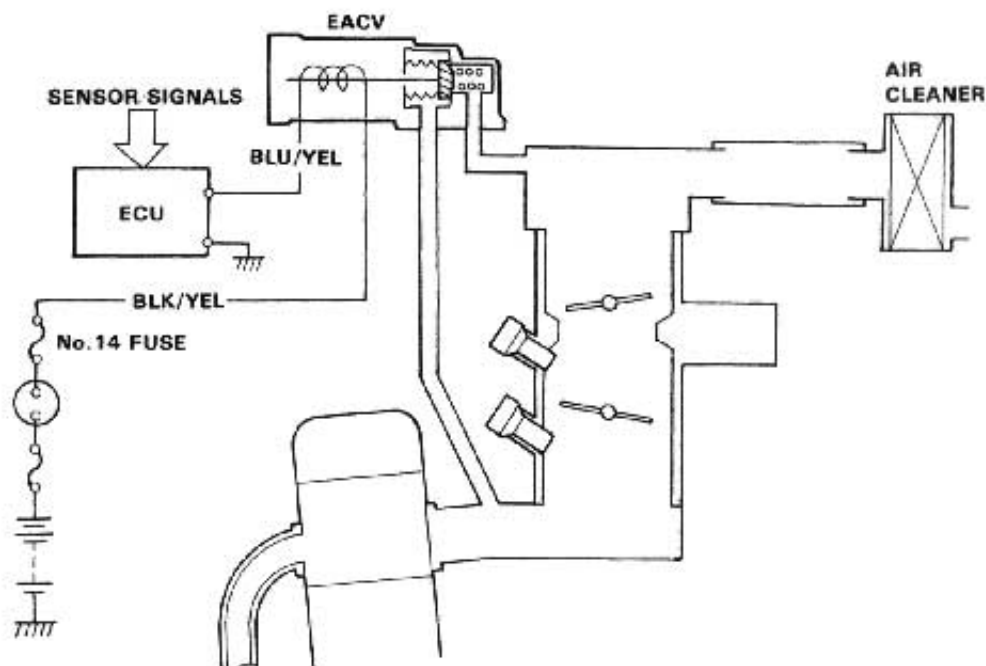 EACV
AIR
CLEANER
SENSOR SIGNALS
BLU/YEL
ECU
BLK/YEL
No.14 FUSE